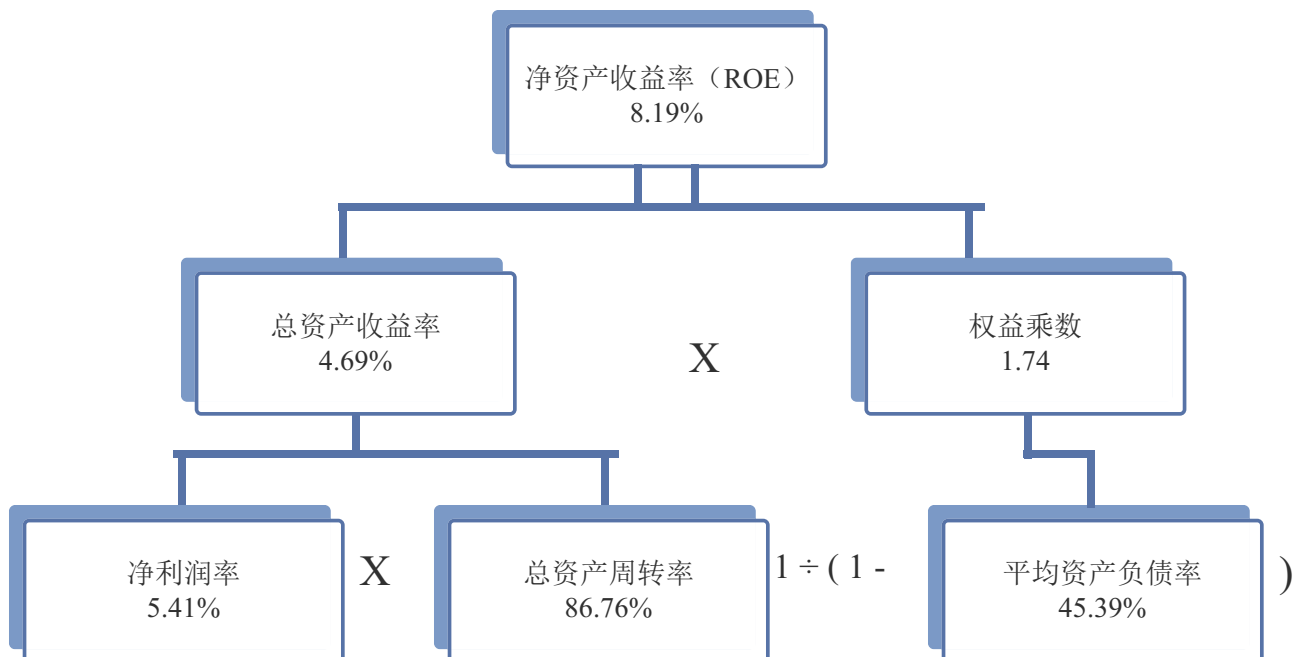 净资产收益率（ROE）
8.19%
总资产收益率
4.69%
X
权益乘数
1.74
净利润率
5.41%
X
总资产周转率
86.76%
1 ÷ ( 1 -
平均资产负债率
45.39%
)